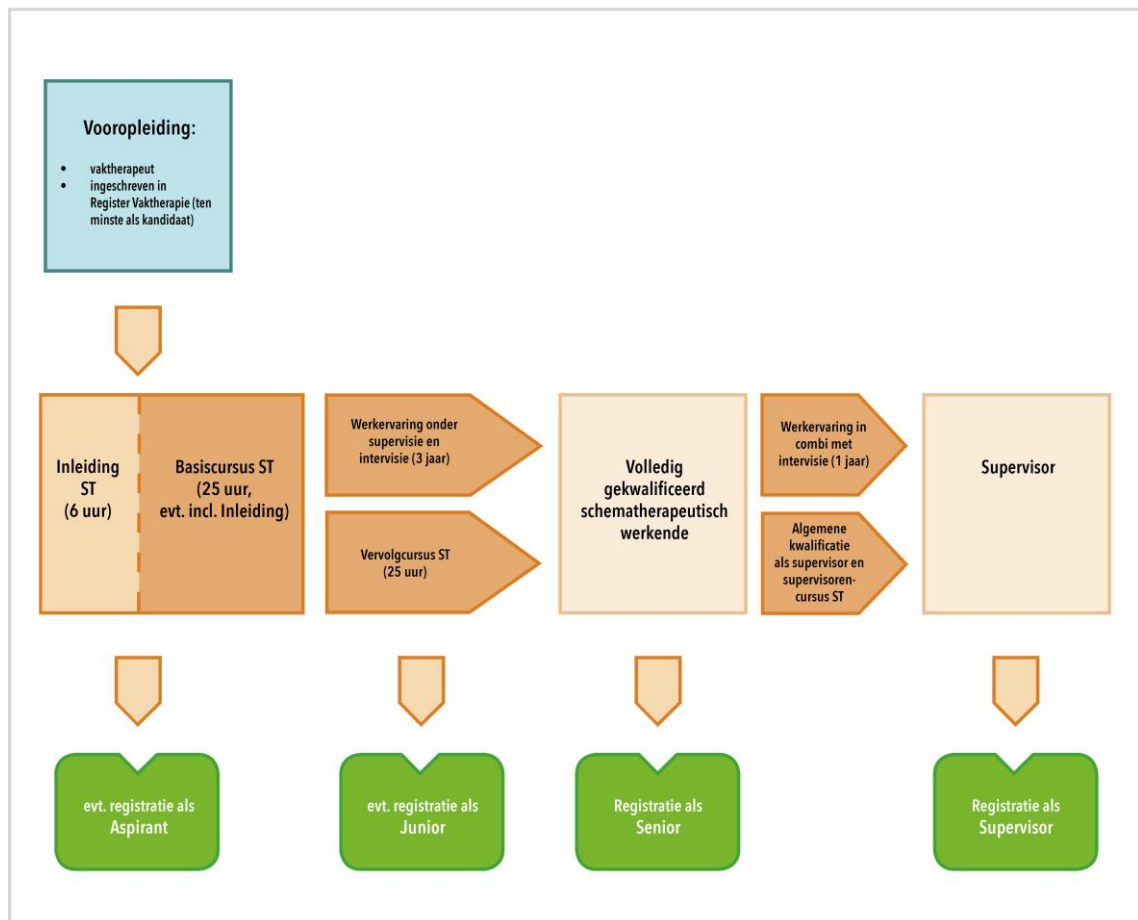 Vooropleiding:
• vaktherapeut
• ingeschreven in
Register Vaktherapie (ten
minste als kandidaat)
Inleiding
ST
(6 uur)
Basiscursus ST
(25 uur,
evt. incl. Inleiding)
Werkervaring onder
supervisie en
intervisie (3 jaar)
Vervolgcursus ST
(25 uur)
Volledig
gekwalificeerd
schematherapeutisch
werkende
Werkervaring in
combi met
intervisie (1 jaar)
Algemene
kwalificatie
als supervisor en
supervisoren-
cursus ST
Supervisor
evt. registratie als
Aspirant
evt. registratie als
Junior
Registratie als
Senior
Registratie als
Supervisor